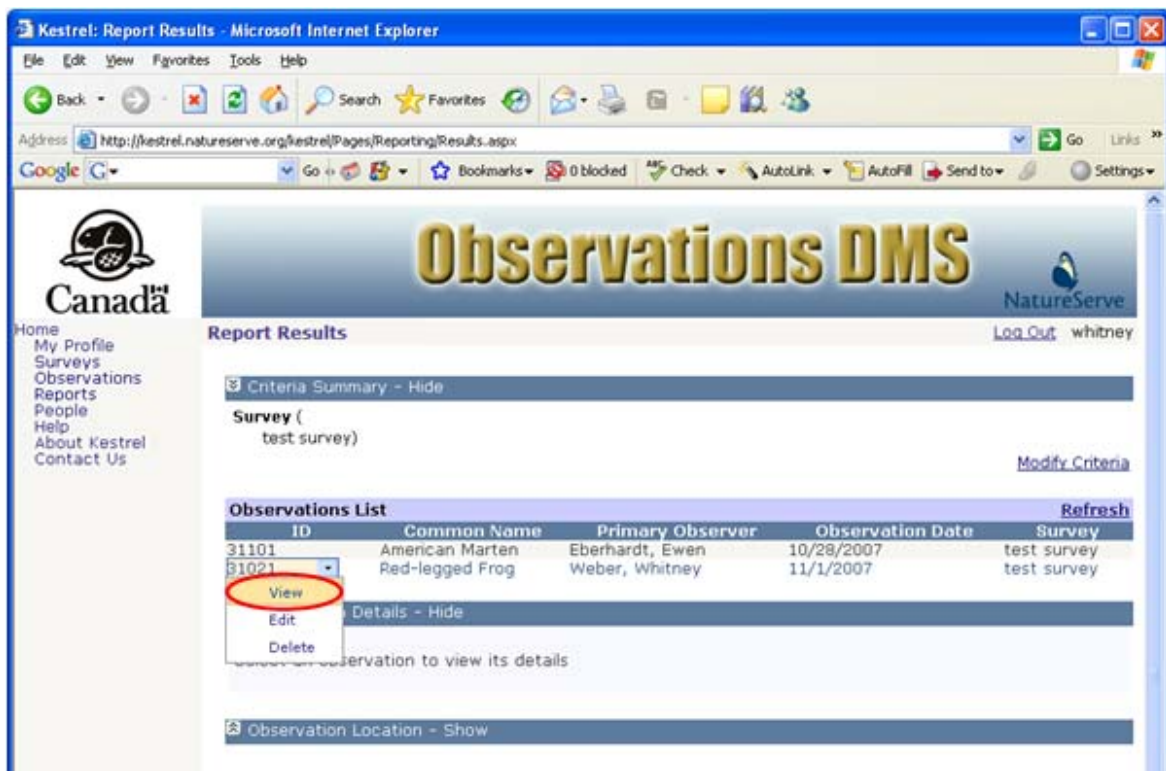 Kestrel: Report Results - Microsoft Internet Explorer
File Edit View Favorites Tools Help
Back Search Favorites
Address http://kestrel.natureserve.org/kestrel/Pages/Reporting/Results.aspx Go Links »
Google G Go Bookmarks 0 blocked ABC Check AutoLink AutoFill Send to Settings
Canada
Observations DMS
NatureServe
Home
My Profile
Surveys
Observations
Reports
People
Help
About Kestrel
Contact Us
Report Results Log Out whitney
Criteria Summary - Hide
Survey (
test survey)
Modify Criteria
Observations List Refresh
ID Common Name Primary Observer Observation Date Survey
31101 American Marten Eberhardt, Ewen 10/28/2007 test survey
31021 Red-legged Frog Weber, Whitney 11/1/2007 test survey
View
Edit
Delete
Details - Hide
observation to view its details
Observation Location - Show